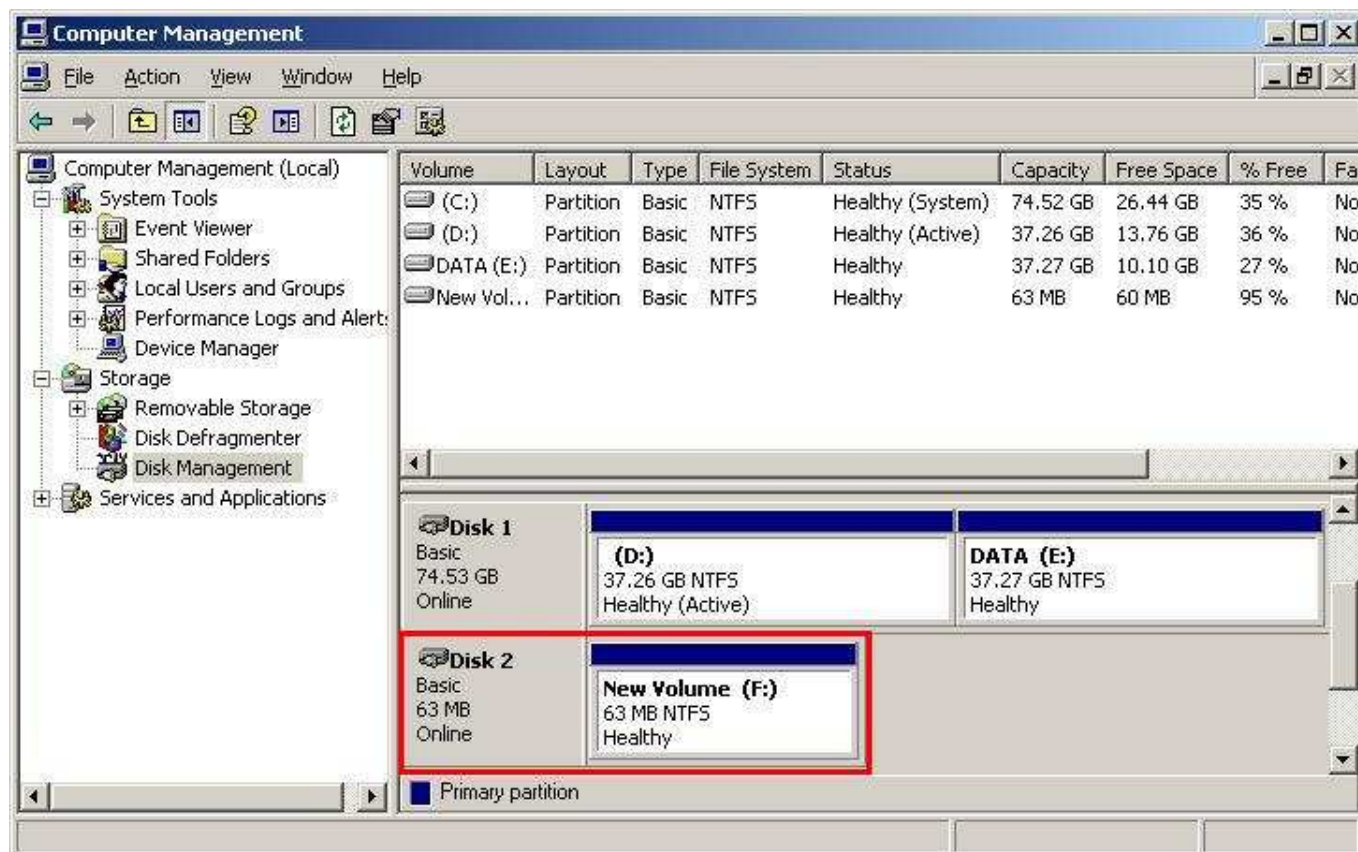 Computer Management
File Action View Window Help
Computer Management (Local)
System Tools
Event Viewer
Shared Folders
Local Users and Groups
Performance Logs and Alert
Device Manager
Storage
Removable Storage
Disk Defragmenter
Disk Management
Services and Applications
Volume Layout Type File System Status Capacity Free Space % Free Fa
(C:) Partition Basic NTFS Healthy (System) 74.52 GB 26.44 GB 35 % No
(D:) Partition Basic NTFS Healthy (Active) 37.26 GB 13.76 GB 36 % No
DATA (E:) Partition Basic NTFS Healthy 37.27 GB 10.10 GB 27 % No
New Vol... Partition Basic NTFS Healthy 63 MB 60 MB 95 % No
Disk 1
Basic
74.53 GB
Online
(D:)
37.26 GB NTFS
Healthy (Active)
DATA (E:)
37.27 GB NTFS
Healthy
Disk 2
Basic
63 MB
Online
New Volume (F:)
63 MB NTFS
Healthy
Primary partition